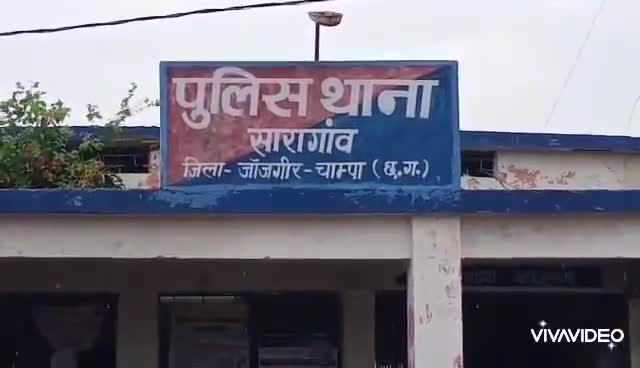 पुलिस थाना
सारागांव
जिला- जांजगीर-चाम्पा (छ.ग.)
VIVAVIDEO